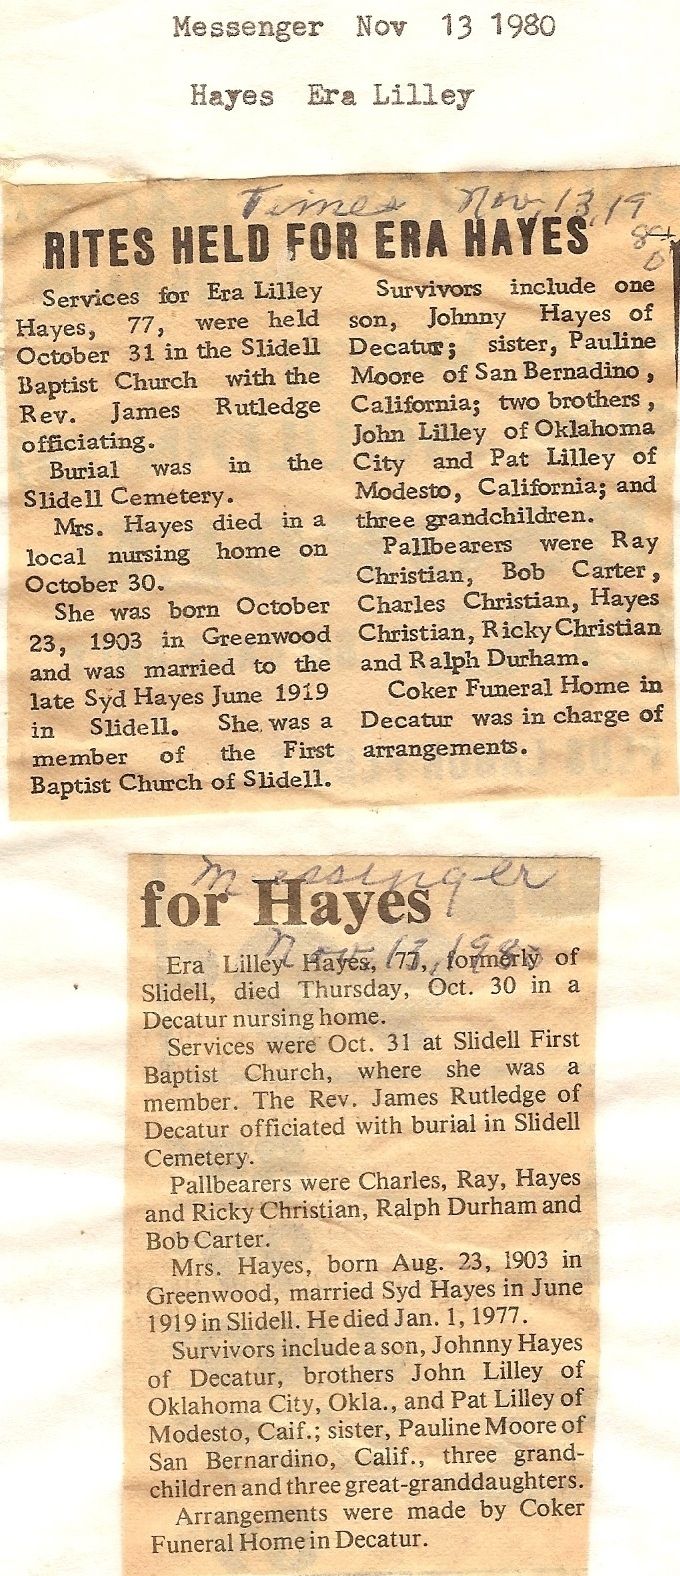 Messenger Nov 13 1980
Hayes Era Lilley
Times Nov, 13, 19
80
RITES HELD FOR ERA HAYES
Services for Era Lilley
Hayes, 77, were held
October 31 in the Slidell
Baptist Church with the
Rev. James Rutledge
officiating.
Burial was in the
Slidell Cemetery.
Mrs. Hayes died in a
local nursing home on
October 30.
She was born October
23, 1903 in Greenwood
and was married to the
late Syd Hayes June 1919
in Slidell. She was a
member of the First
Baptist Church of Slidell.
Survivors include one
son, Johnny Hayes of
Decatur; sister, Pauline
Moore of San Bernadino,
California; two brothers,
John Lilley of Oklahoma
City and Pat Lilley of
Modesto, California; and
three grandchildren.
Pallbearers were Ray
Christian, Bob Carter,
Charles Christian, Hayes
Christian, Ricky Christian
and Ralph Durham.
Coker Funeral Home in
Decatur was in charge of
arrangements.
Messinger
for Hayes
Nov. 13, 1980
Era Lilley Hayes, 77, formerly of
Slidell, died Thursday, Oct. 30 in a
Decatur nursing home.
Services were Oct. 31 at Slidell First
Baptist Church, where she was a
member. The Rev. James Rutledge of
Decatur officiated with burial in Slidell
Cemetery.
Pallbearers were Charles, Ray, Hayes
and Ricky Christian, Ralph Durham and
Bob Carter.
Mrs. Hayes, born Aug. 23, 1903 in
Greenwood, married Syd Hayes in June
1919 in Slidell. He died Jan. 1, 1977.
Survivors include a son, Johnny Hayes
of Decatur, brothers John Lilley of
Oklahoma City, Okla., and Pat Lilley of
Modesto, Caif.; sister, Pauline Moore of
San Bernardino, Calif., three grand-
children and three great-granddaughters.
Arrangements were made by Coker
Funeral Home in Decatur.